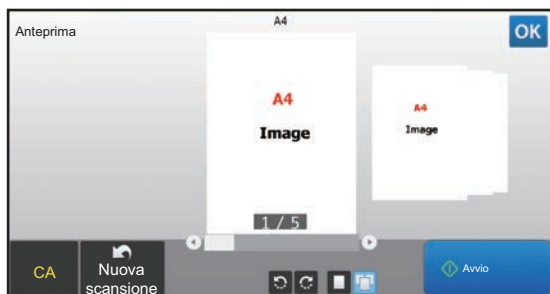 A4
Anteprima
OK
A4
Image
A4
Image
1 / 5
CA
Nuova
scansione
Avvio